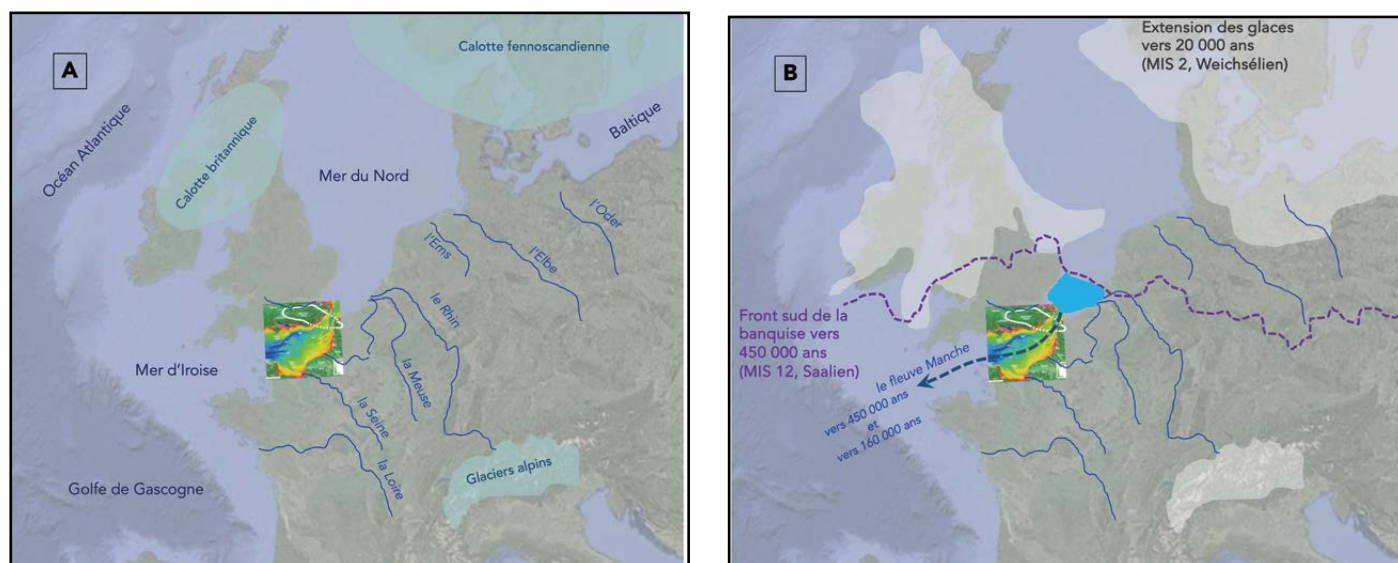 A
Calotte fennoscandienne
Océan Atlantique
Calotte britannique
Baltique
Mer du Nord
l'Oder
l'Ems
l'Elbe
le Rhin
Mer d'Iroise
la Meuse
la Seine
la Loire
Glaciers alpins
Golfe de Gascogne
B
Extension des glaces
vers 20 000 ans
(MIS 2, Weichsélien)
Front sud de la
banquise vers
450 000 ans
(MIS 12, Saalien)
le fleuve Manche
vers 450 000 ans
et
vers 160 000 ans